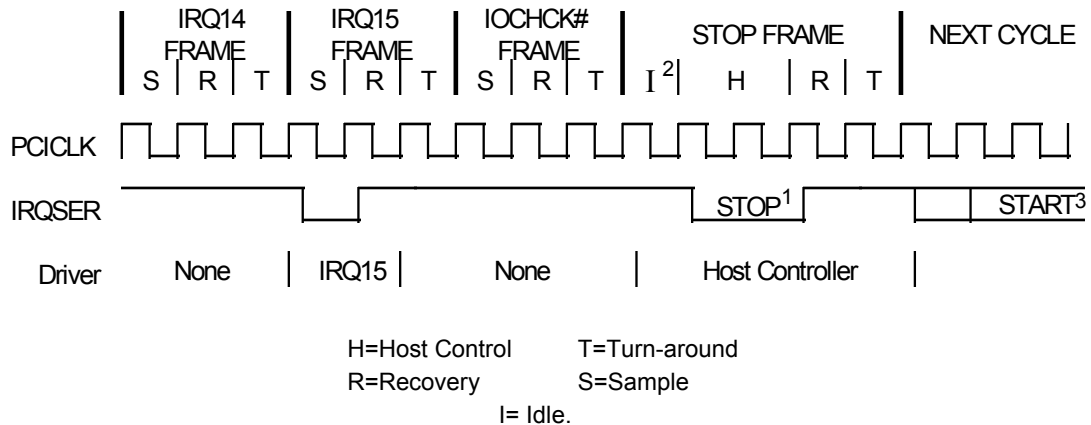 IRQ14 FRAME
IRQ15 FRAME
IOCHCK# FRAME
STOP FRAME
NEXT CYCLE
S R T S R T S R T I 2 H R T
PCICLK
IRQSER
STOP1
START3
Driver None IRQ15 None Host Controller
H=Host Control T=Turn-around
R=Recovery S=Sample
I= Idle.